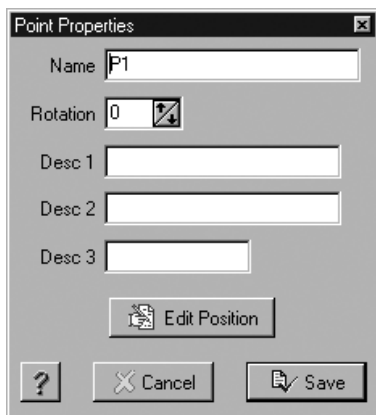 Point Properties
Name P1
Rotation 0
Desc 1
Desc 2
Desc 3
Edit Position
? Cancel Save